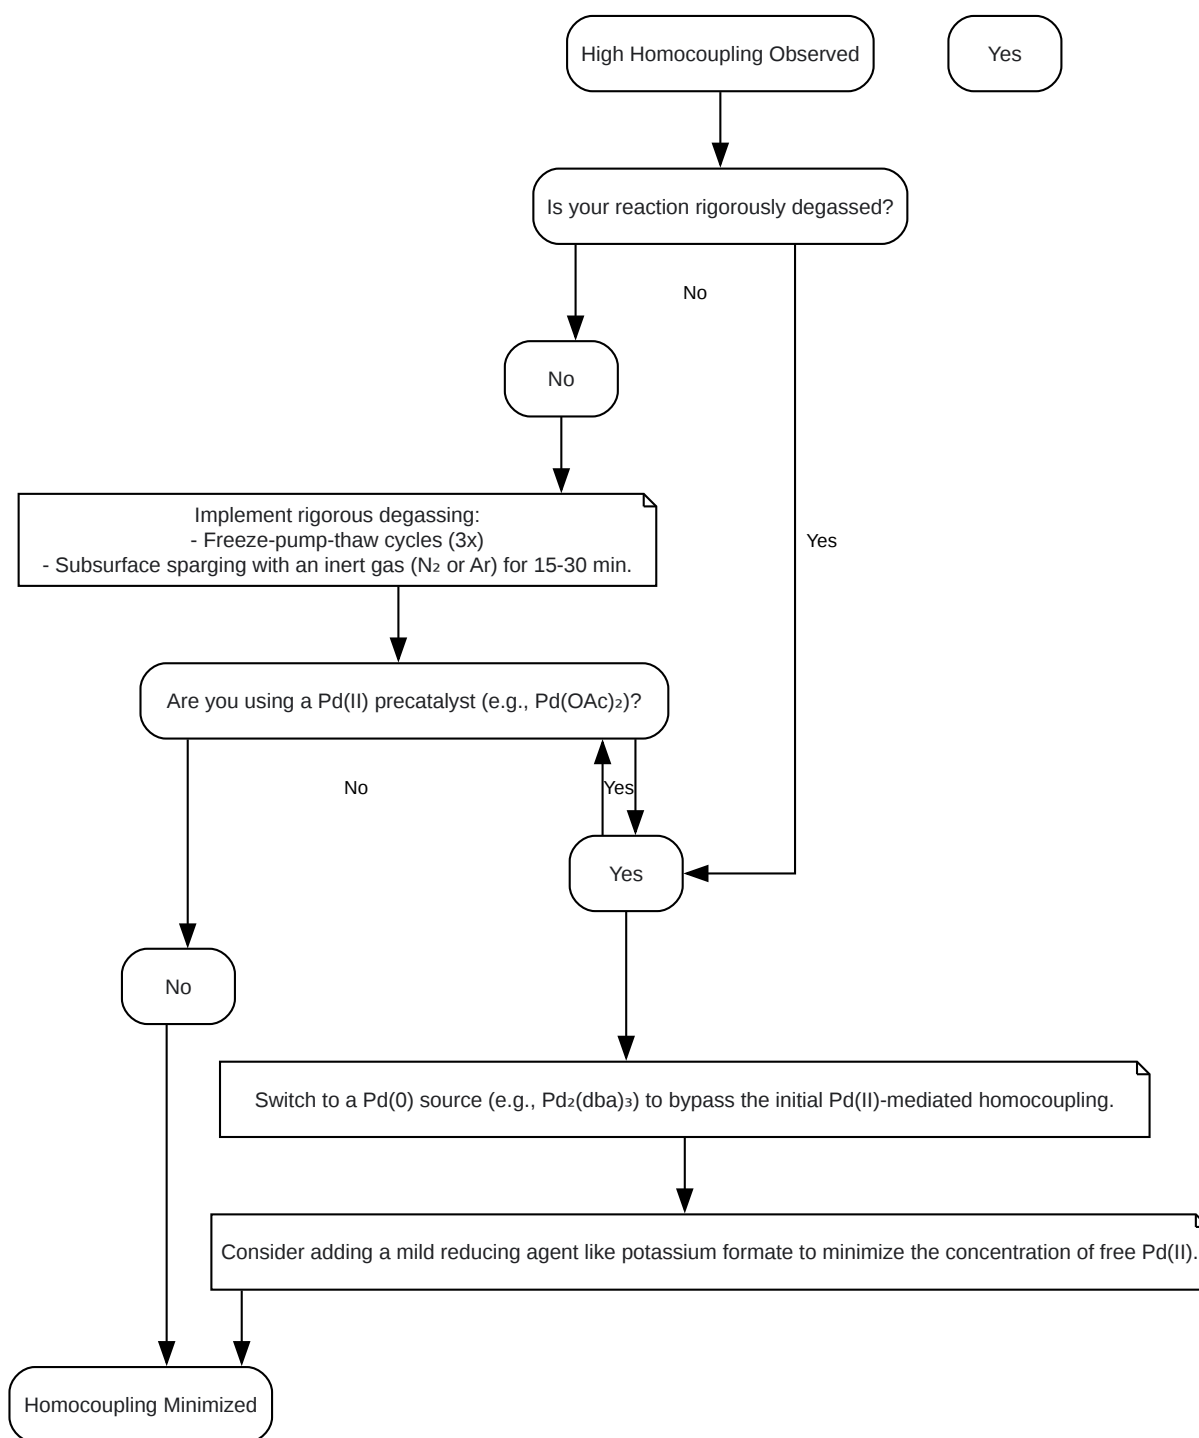 High Homocoupling Observed
Yes
Is your reaction rigorously degassed?
No
No
Implement rigorous degassing:
- Freeze-pump-thaw cycles (3x)
- Subsurface sparging with an inert gas (N₂ or Ar) for 15-30 min.
Yes
Are you using a Pd(II) precatalyst (e.g., Pd(OAc)₂)?
No
Yes
Yes
No
Switch to a Pd(0) source (e.g., Pd₂(dba)₃) to bypass the initial Pd(II)-mediated homocoupling.
Consider adding a mild reducing agent like potassium formate to minimize the concentration of free Pd(II).
Homocoupling Minimized